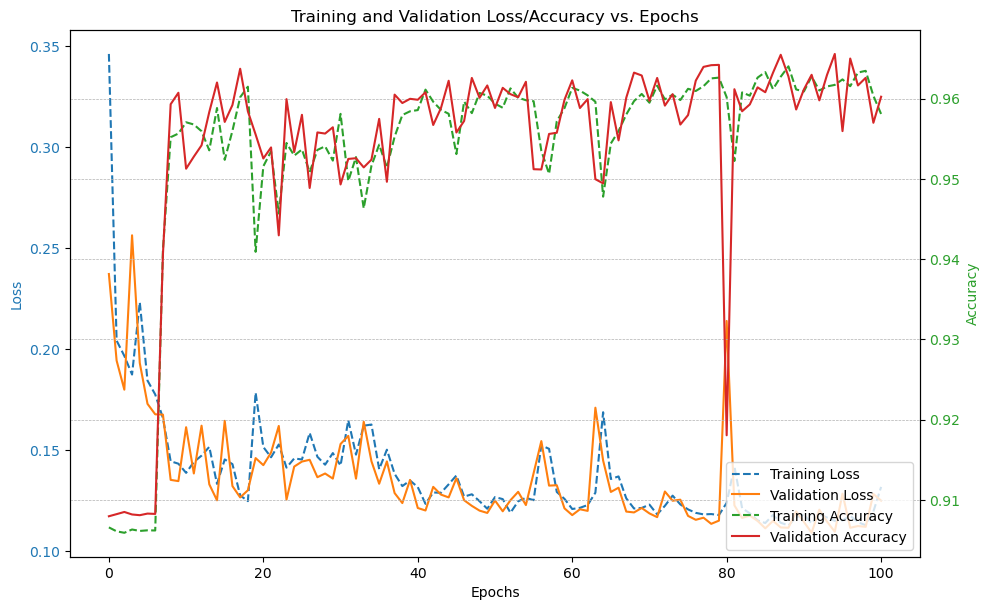 Training and Validation Loss/Accuracy vs. Epochs
0.35
0.30
0.25
0.20
0.15
0.10
Loss
0.96
0.95
0.94
0.93
0.92
0.91
Accuracy
Training Loss
Validation Loss
Training Accuracy
Validation Accuracy
0 20 40 60 80 100
Epochs